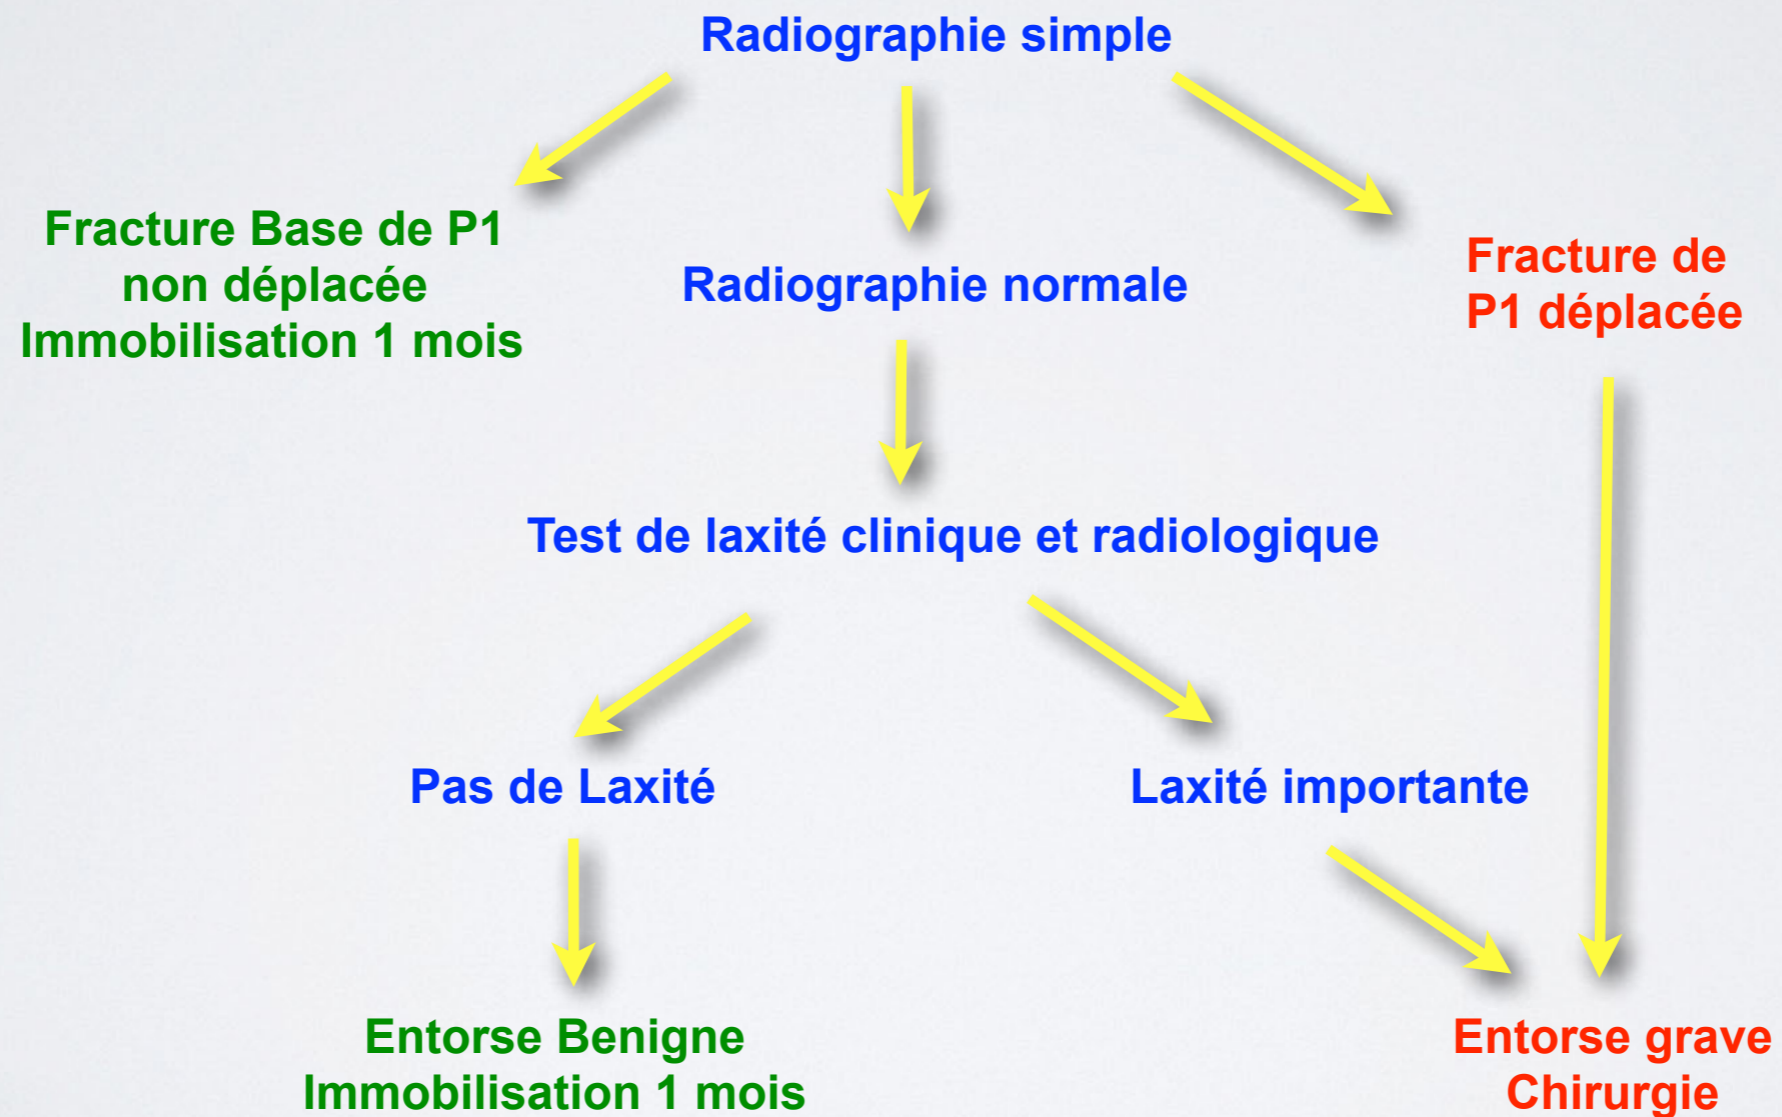 Radiographie simple
Fracture Base de P1
non déplacée
Immobilisation 1 mois
Radiographie normale
Fracture de
P1 déplacée
Test de laxité clinique et radiologique
Pas de Laxité
Laxité importante
Entorse Benigne
Immobilisation 1 mois
Entorse grave
Chirurgie